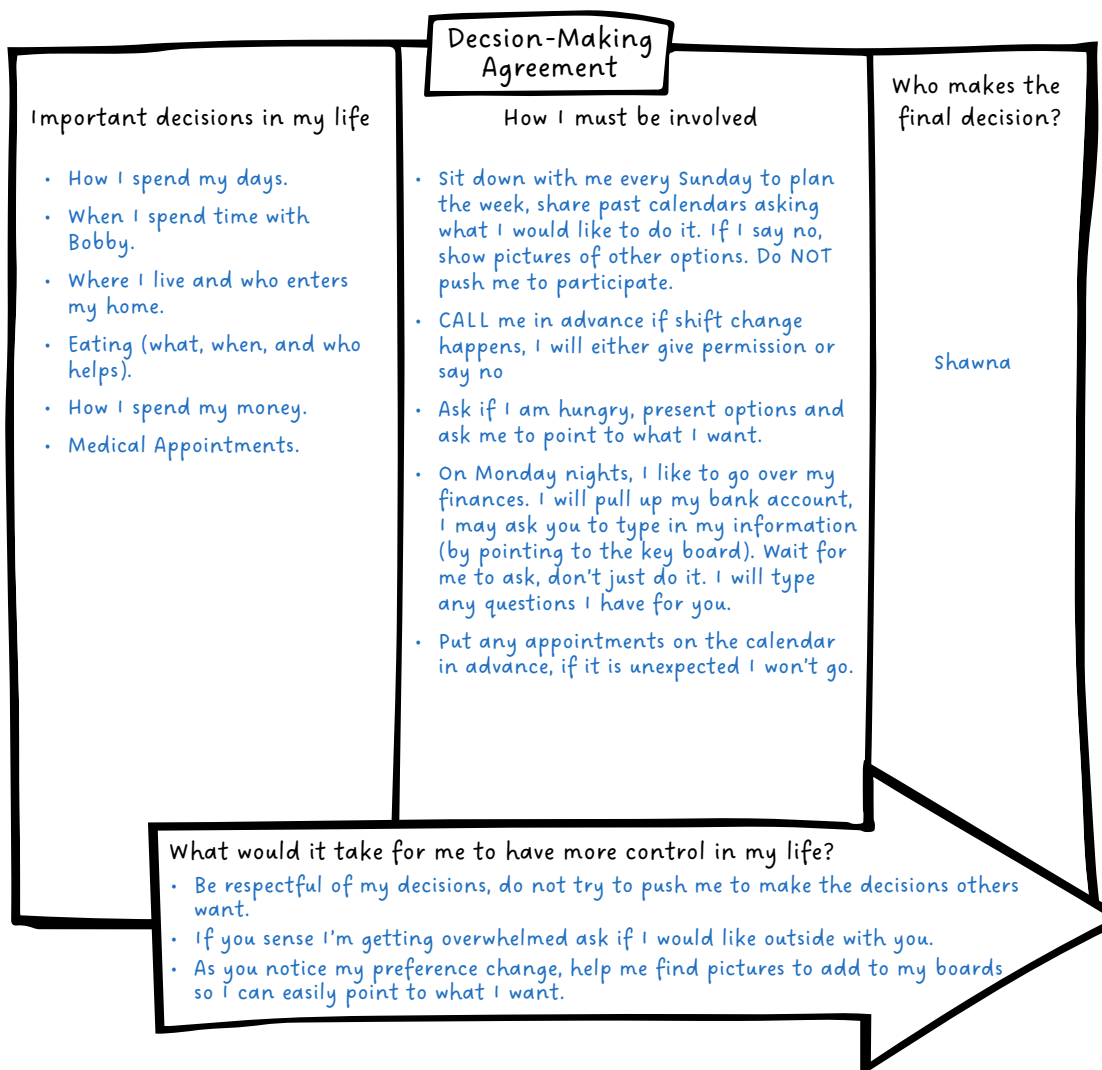 Decsion-Making
Agreement
Important decisions in my life
• How I spend my days.
• When I spend time with
Bobby.
• Where I live and who enters
my home.
• Eating (what, when, and who
helps).
• How I spend my money.
• Medical Appointments.
How I must be involved
• Sit down with me every Sunday to plan
the week, share past calendars asking
what I would like to do it. If I say no,
show pictures of other options. Do NOT
push me to participate.
• CALL me in advance if shift change
happens, I will either give permission or
say no
• Ask if I am hungry, present options and
ask me to point to what I want.
• On Monday nights, I like to go over my
finances. I will pull up my bank account,
I may ask you to type in my information
(by pointing to the key board). Wait for
me to ask, don't just do it. I will type
any questions I have for you.
• Put any appointments on the calendar
in advance, if it is unexpected I won't go.
Who makes the
final decision?
Shawna
What would it take for me to have more control in my life?
• Be respectful of my decisions, do not try to push me to make the decisions others
want.
• If you sense I'm getting overwhelmed ask if I would like outside with you.
• As you notice my preference change, help me find pictures to add to my boards
so I can easily point to what I want.